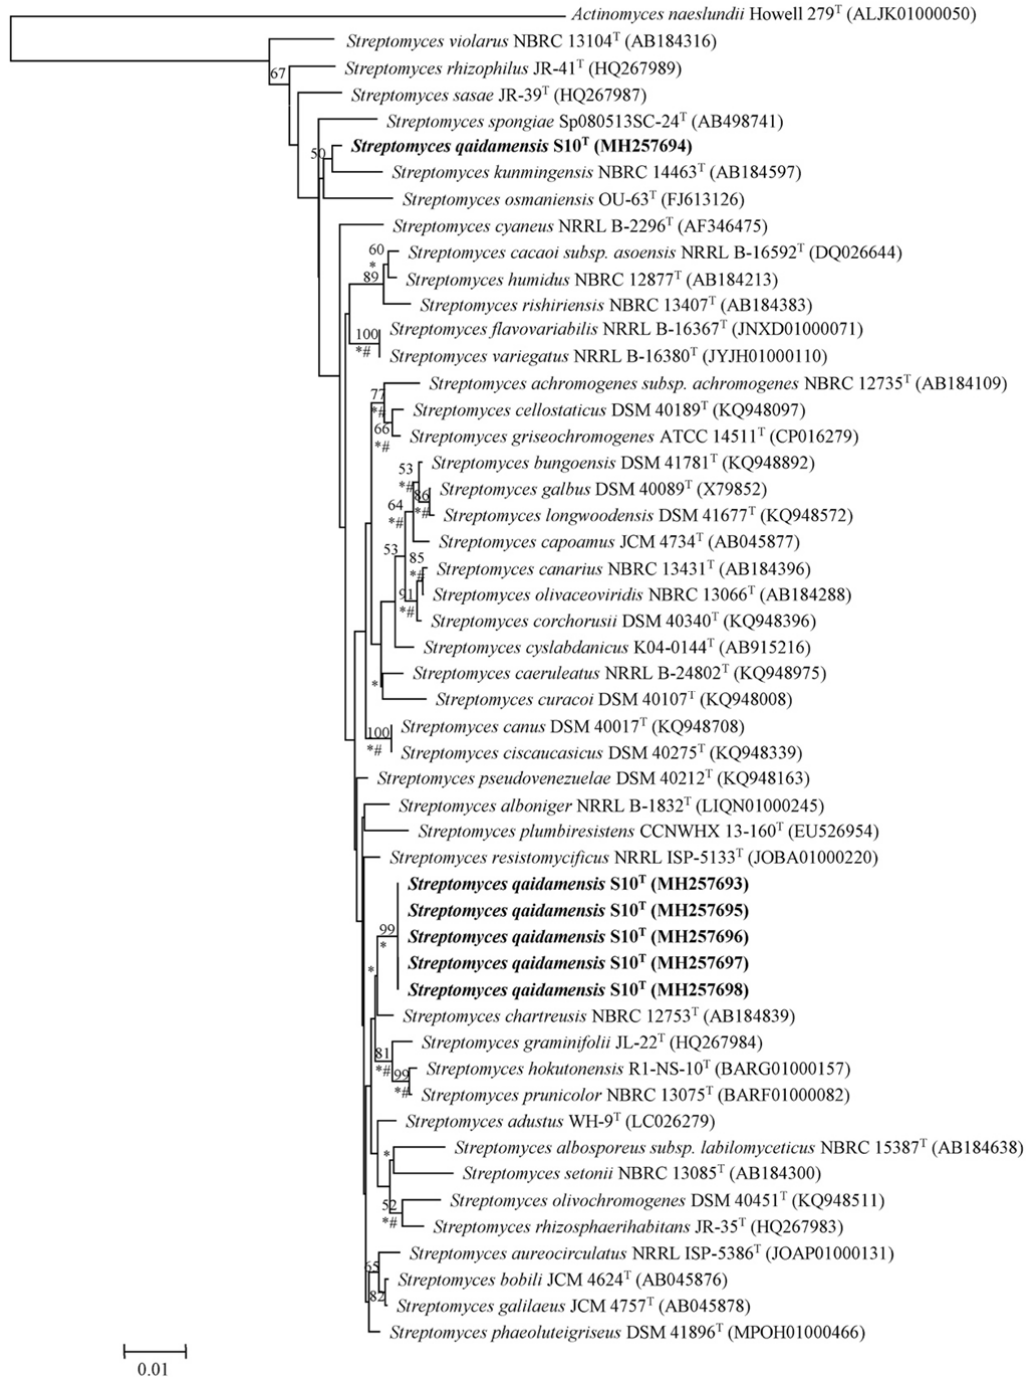 Actinomyces naeslundii Howell 279T (ALJK01000050)
Streptomyces violarus NBRC 13104T (AB184316)
67
Streptomyces rhizophilus JR-41T (HQ267989)
Streptomyces sasae JR-39T (HQ267987)
Streptomyces spongiae Sp080513SC-24T (AB498741)
50
Streptomyces qaidamensis S10T (MH257694)
Streptomyces kunmingensis NBRC 14463T (AB184597)
Streptomyces osmaniensis OU-63T (FJ613126)
Streptomyces cyaneus NRRL B-2296T (AF346475)
60
*
Streptomyces cacaoi subsp. asoensis NRRL B-16592T (DQ026644)
89
Streptomyces humidus NBRC 12877T (AB184213)
Streptomyces rishiriensis NBRC 13407T (AB184383)
100
*#
Streptomyces flavovariabilis NRRL B-16367T (JNXD01000071)
Streptomyces variegatus NRRL B-16380T (JYJH01000110)
77
*#
Streptomyces achromogenes subsp. achromogenes NBRC 12735T (AB184109)
Streptomyces cellostaticus DSM 40189T (KQ948097)
66
*#
Streptomyces griseochromogenes ATCC 14511T (CP016279)
53
*#
Streptomyces bungoensis DSM 41781T (KQ948892)
86
*#
Streptomyces galbus DSM 40089T (X79852)
64
*#
Streptomyces longwoodensis DSM 41677T (KQ948572)
Streptomyces capoamus JCM 4734T (AB045877)
53
85
*#
Streptomyces canarius NBRC 13431T (AB184396)
Streptomyces olivaceoviridis NBRC 13066T (AB184288)
91
*#
Streptomyces corchorusii DSM 40340T (KQ948396)
Streptomyces cyslabdanicus K04-0144T (AB915216)
Streptomyces caeruleatus NRRL B-24802T (KQ948975)
*
Streptomyces curacoi DSM 40107T (KQ948008)
100
*#
Streptomyces canus DSM 40017T (KQ948708)
Streptomyces ciscaucasicus DSM 40275T (KQ948339)
Streptomyces pseudovenezuelae DSM 40212T (KQ948163)
Streptomyces alboniger NRRL B-1832T (LIQN01000245)
Streptomyces plumbiresistens CCNWHX 13-160T (EU526954)
Streptomyces resistomycificus NRRL ISP-5133T (JOBA01000220)
Streptomyces qaidamensis S10T (MH257693)
Streptomyces qaidamensis S10T (MH257695)
99
*
Streptomyces qaidamensis S10T (MH257696)
Streptomyces qaidamensis S10T (MH257697)
*
Streptomyces qaidamensis S10T (MH257698)
Streptomyces chartreusis NBRC 12753T (AB184839)
Streptomyces graminifolii JL-22T (HQ267984)
81
*#
Streptomyces hokutonensis R1-NS-10T (BARG01000157)
99
*#
Streptomyces prunicolor NBRC 13075T (BARF01000082)
Streptomyces adustus WH-9T (LC026279)
*
Streptomyces albosporeus subsp. labilomyceticus NBRC 15387T (AB184638)
Streptomyces setonii NBRC 13085T (AB184300)
52
*#
Streptomyces olivochromogenes DSM 40451T (KQ948511)
Streptomyces rhizosphaerihabitans JR-35T (HQ267983)
65
Streptomyces aureocirculatus NRRL ISP-5386T (JOAP01000131)
Streptomyces bobili JCM 4624T (AB045876)
82
Streptomyces galilaeus JCM 4757T (AB045878)
Streptomyces phaeoluteigriseus DSM 41896T (MPOH01000466)
0.01